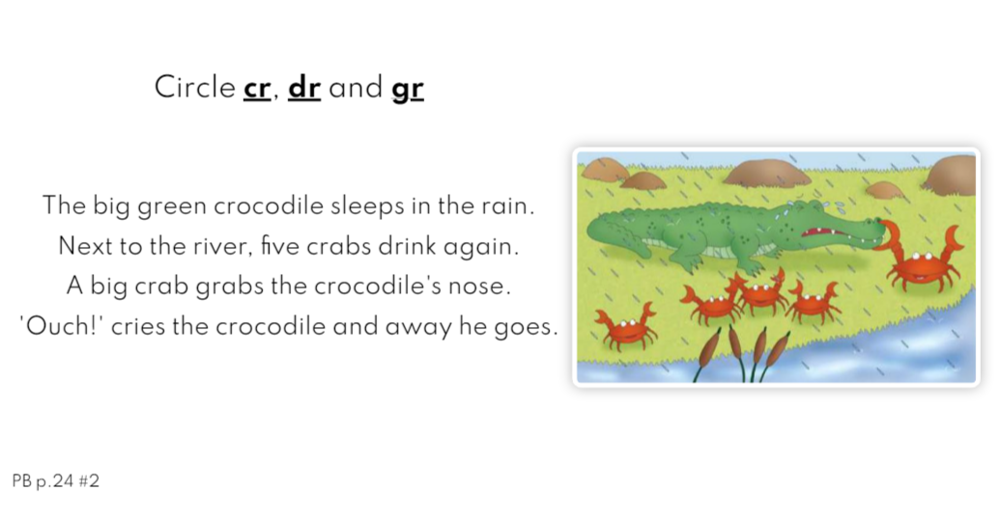 Circle cr, dr and gr
The big green crocodile sleeps in the rain.
Next to the river, five crabs drink again.
A big crab grabs the crocodile's nose.
'Ouch!' cries the crocodile and away he goes.
PB p.24 #2